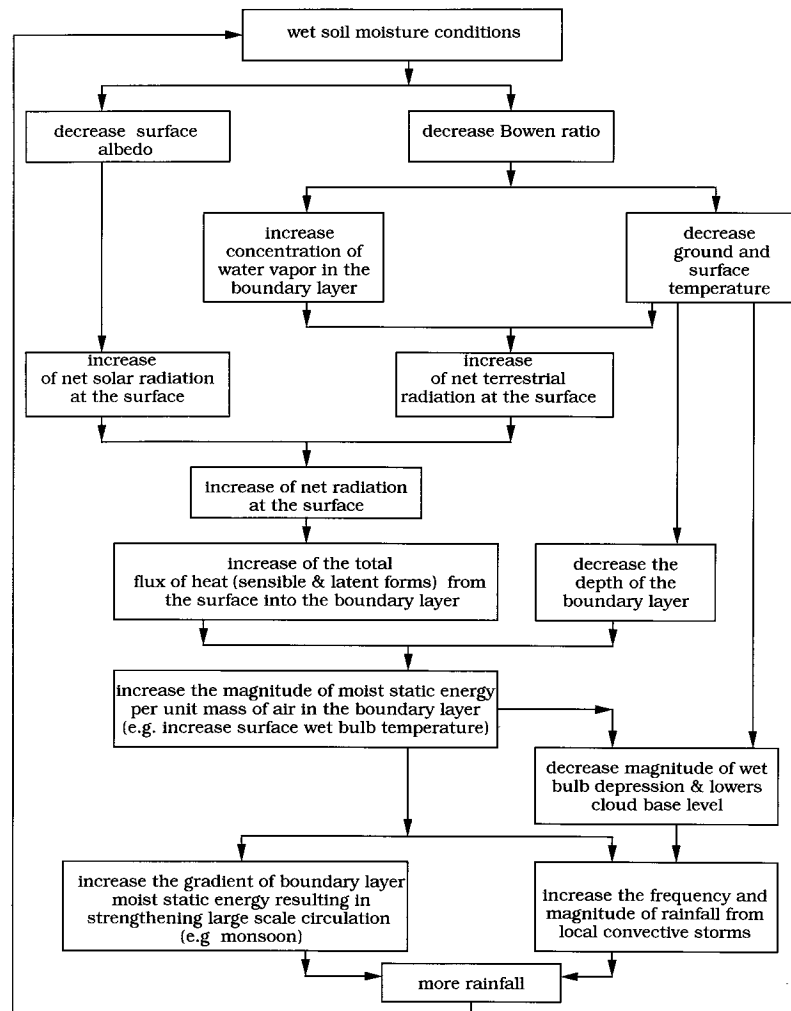 wet soil moisture conditions
decrease surface
albedo
decrease Bowen ratio
increase
concentration of
water vapor in the
boundary layer
decrease
ground and
surface
temperature
increase
of net solar radiation
at the surface
increase
of net terrestrial
radiation at the surface
increase of net radiation
at the surface
increase of the total
flux of heat (sensible & latent forms) from
the surface into the boundary layer
decrease the
depth of the
boundary layer
increase the magnitude of moist static energy
per unit mass of air in the boundary layer
(e.g. increase surface wet bulb temperature)
decrease magnitude of wet
bulb depression & lowers
cloud base level
increase the gradient of boundary layer
moist static energy resulting in
strengthening large scale circulation
(e.g monsoon)
increase the frequency and
magnitude of rainfall from
local convective storms
more rainfall